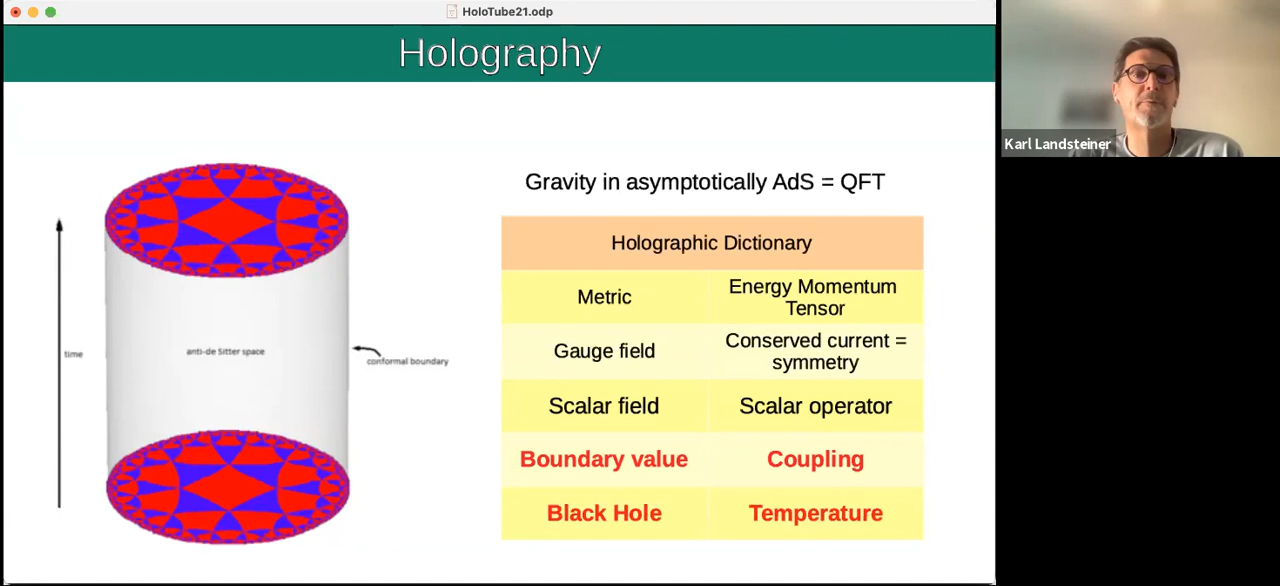 HoloTube21.odp
Holography
Karl Landsteiner
Gravity in asymptotically AdS = QFT
Holographic Dictionary
Metric
Energy Momentum
Tensor
Gauge field
Conserved current =
symmetry
Scalar field
Scalar operator
Boundary value
Coupling
Black Hole
Temperature
time
anti-de Sitter space
conformal boundary